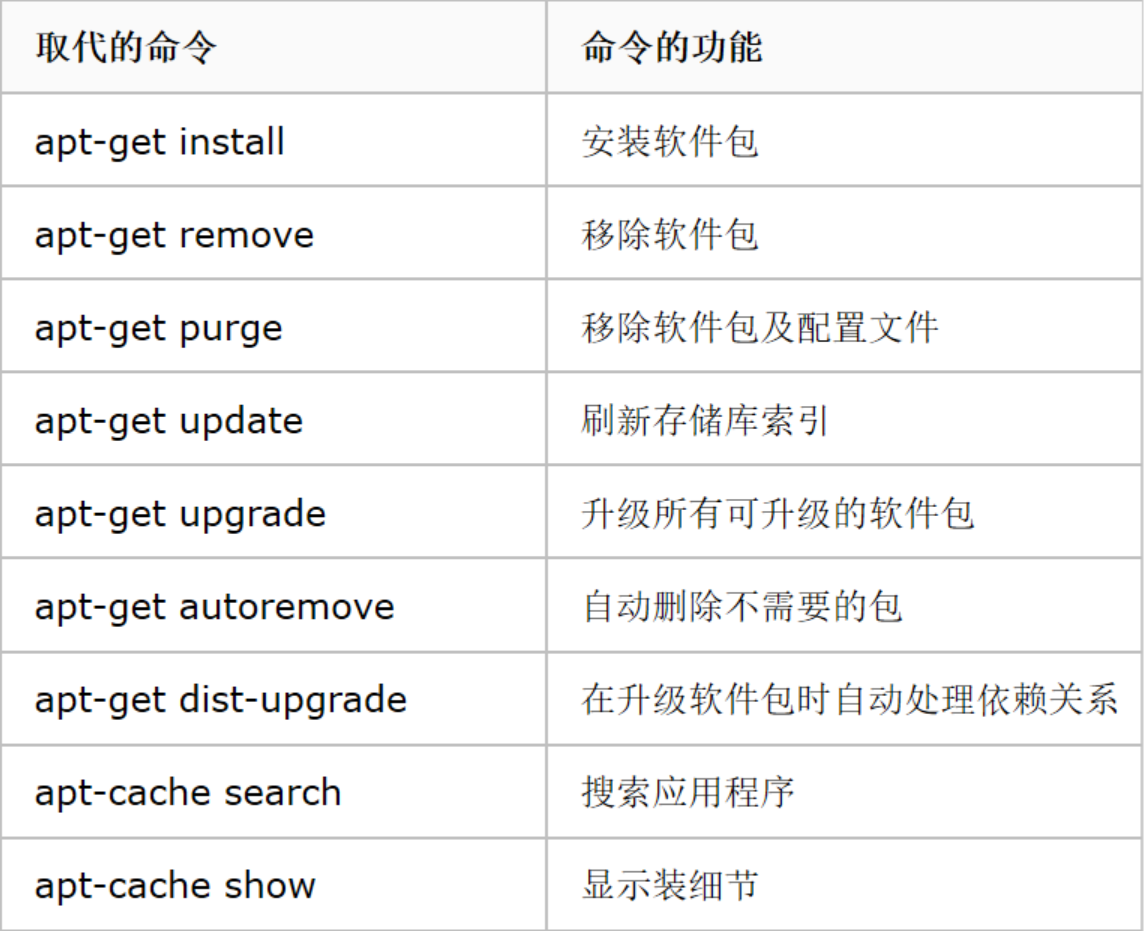 取代的命令 命令的功能
apt-get install 安装软件包
apt-get remove 移除软件包
apt-get purge 移除软件包及配置文件
apt-get update 刷新存储库索引
apt-get upgrade 升级所有可升级的软件包
apt-get autoremove 自动删除不需要的包
apt-get dist-upgrade 在升级软件包时自动处理依赖关系
apt-cache search 搜索应用程序
apt-cache show 显示装细节